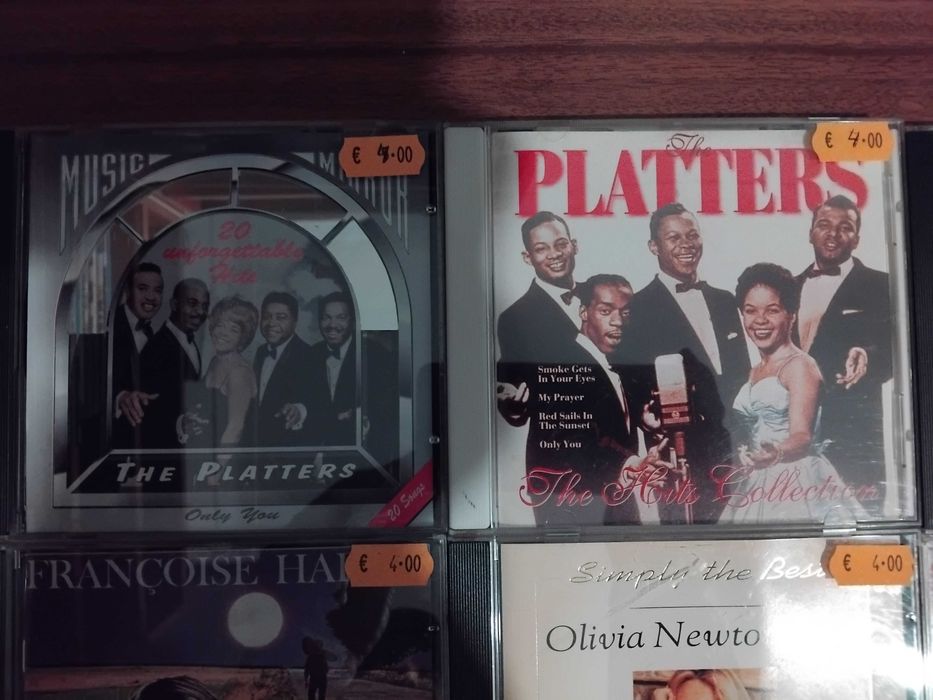 MUSIC
€ 4.00
20
unforgettable
Hits
THE PLATTERS
Only You
20 Songs
€ 4.00
The
PLATTERS
Smoke Gets
In Your Eyes
My Prayer
Red Sails In
The Sunset
Only You
The Hits Collection
FRANÇOISE HA
€ 4.00
Simply the Best
€ 4.00
Olivia Newto